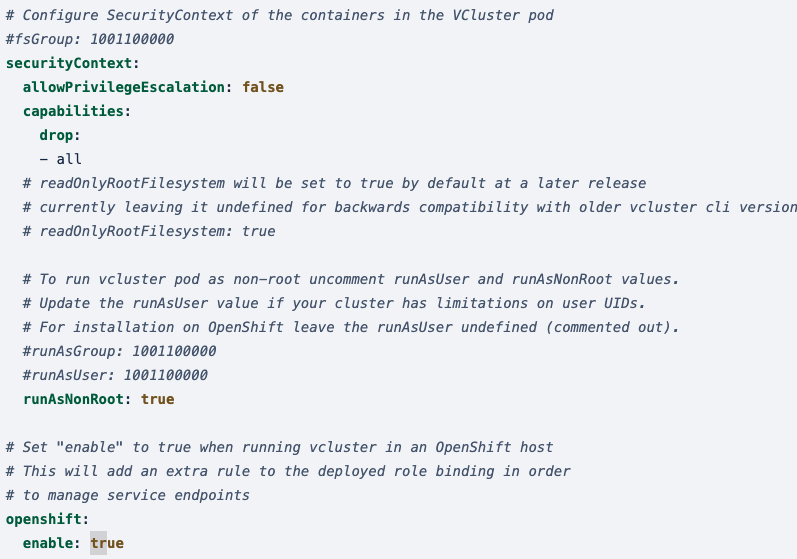 # Configure SecurityContext of the containers in the VCluster pod
#fsGroup: 1001100000
securityContext:
  allowPrivilegeEscalation: false
  capabilities:
    drop:
    - all
  # readOnlyRootFilesystem will be set to true by default at a later release
  # currently leaving it undefined for backwards compatibility with older vcluster cli version
  # readOnlyRootFilesystem: true

  # To run vcluster pod as non-root uncomment runAsUser and runAsNonRoot values.
  # Update the runAsUser value if your cluster has limitations on user UIDs.
  # For installation on OpenShift leave the runAsUser undefined (commented out).
  #runAsGroup: 1001100000
  #runAsUser: 1001100000
  runAsNonRoot: true

# Set "enable" to true when running vcluster in an OpenShift host
# This will add an extra rule to the deployed role binding in order
# to manage service endpoints
openshift:
  enable: true